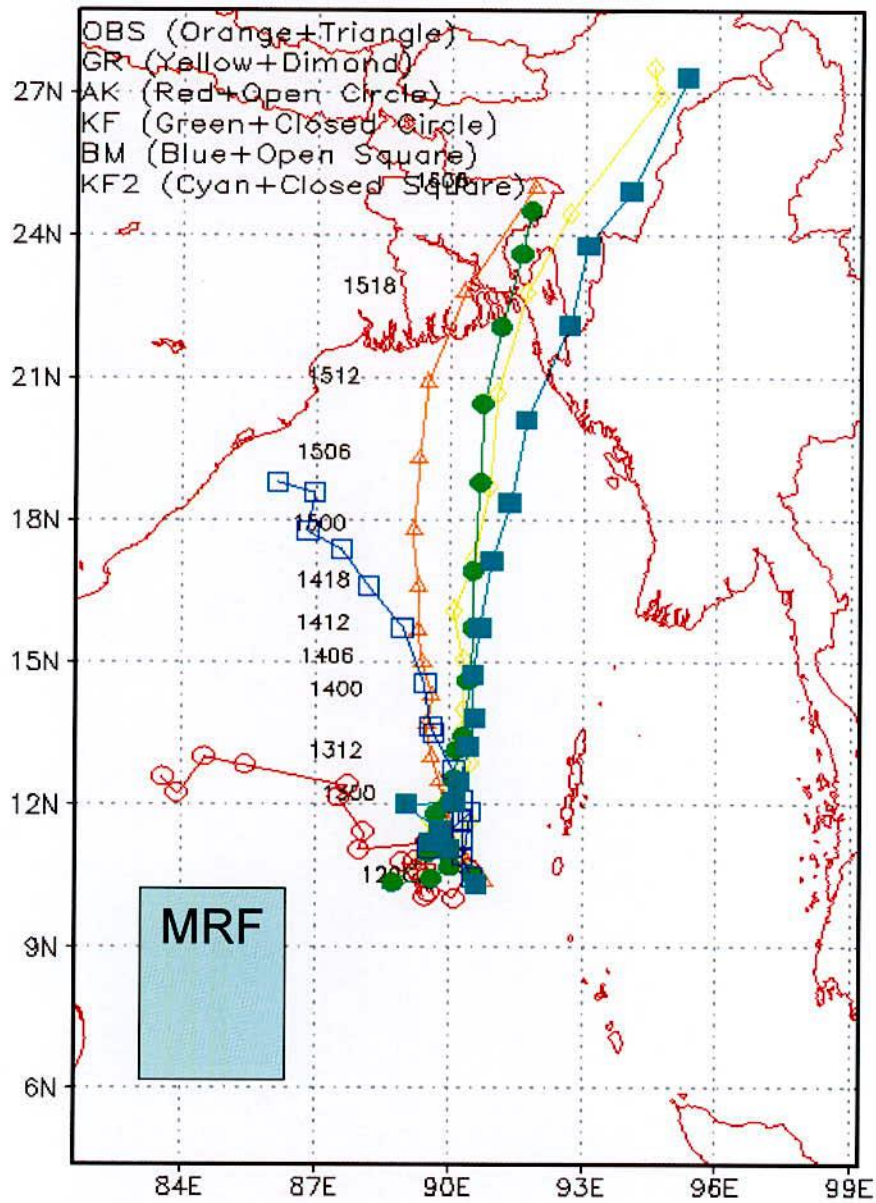 OBS (Orange+Triangle)
GR (Yellow+Dimond)
AK (Red+Open Circle)
KF (Green+Closed Circle)
BM (Blue+Open Square)
KF2 (Cyan+Closed Square)
27N
24N
1518
21N
1512
1506
18N
1500
1418
1412
15N
1406
1400
1312
12N
1300
MRF
9N
6N
84E
87E
90E
93E
96E
99E